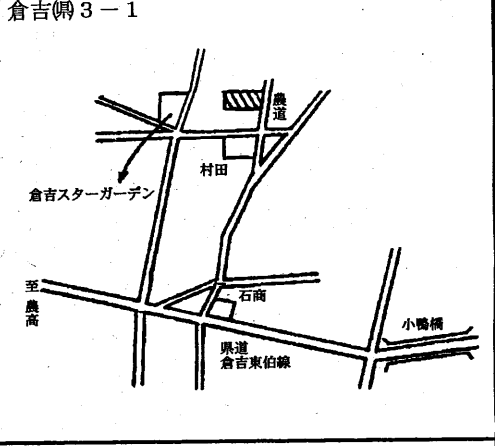 倉吉㈲3－1
農道
村田
倉吉スターガーデン
至農高
石商
小鴨橋
県道
倉吉東伯線